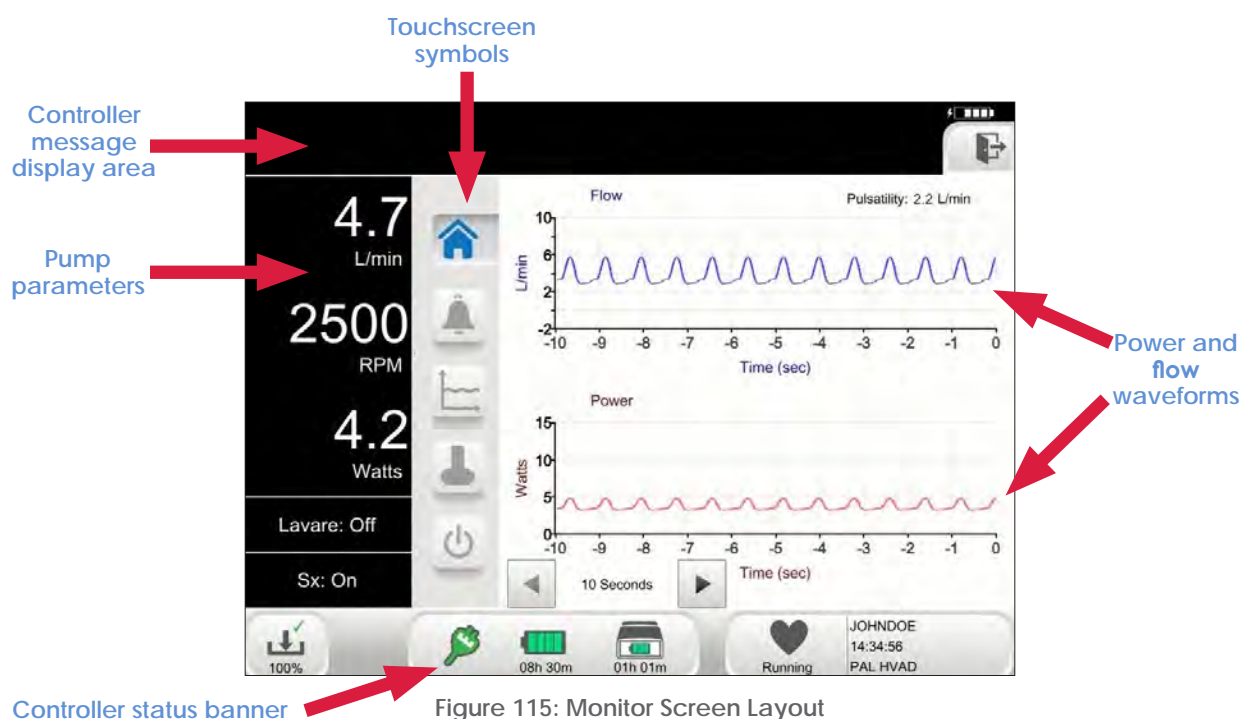 Touchscreen
symbols
Controller
message
display area
Pump
parameters
4.7
L/min
2500
RPM
4.2
Watts
Lavare: Off
Sx: On
Flow
Pulsatility: 2.2 L/min
L/min
10
6
2
-2
-10 -9 -8 -7 -6 -5 -4 -3 -2 -1 0
Time (sec)
Power
Watts
15
10
5
0
-10 -9 -8 -7 -6 -5 -4 -3 -2 -1 0
Time (sec)
10 Seconds
Power and
flow
waveforms
100%
08h 30m
01h 01m
Running
JOHNDOE
14:34:56
PAL HVAD
Controller status banner
Figure 115: Monitor Screen Layout